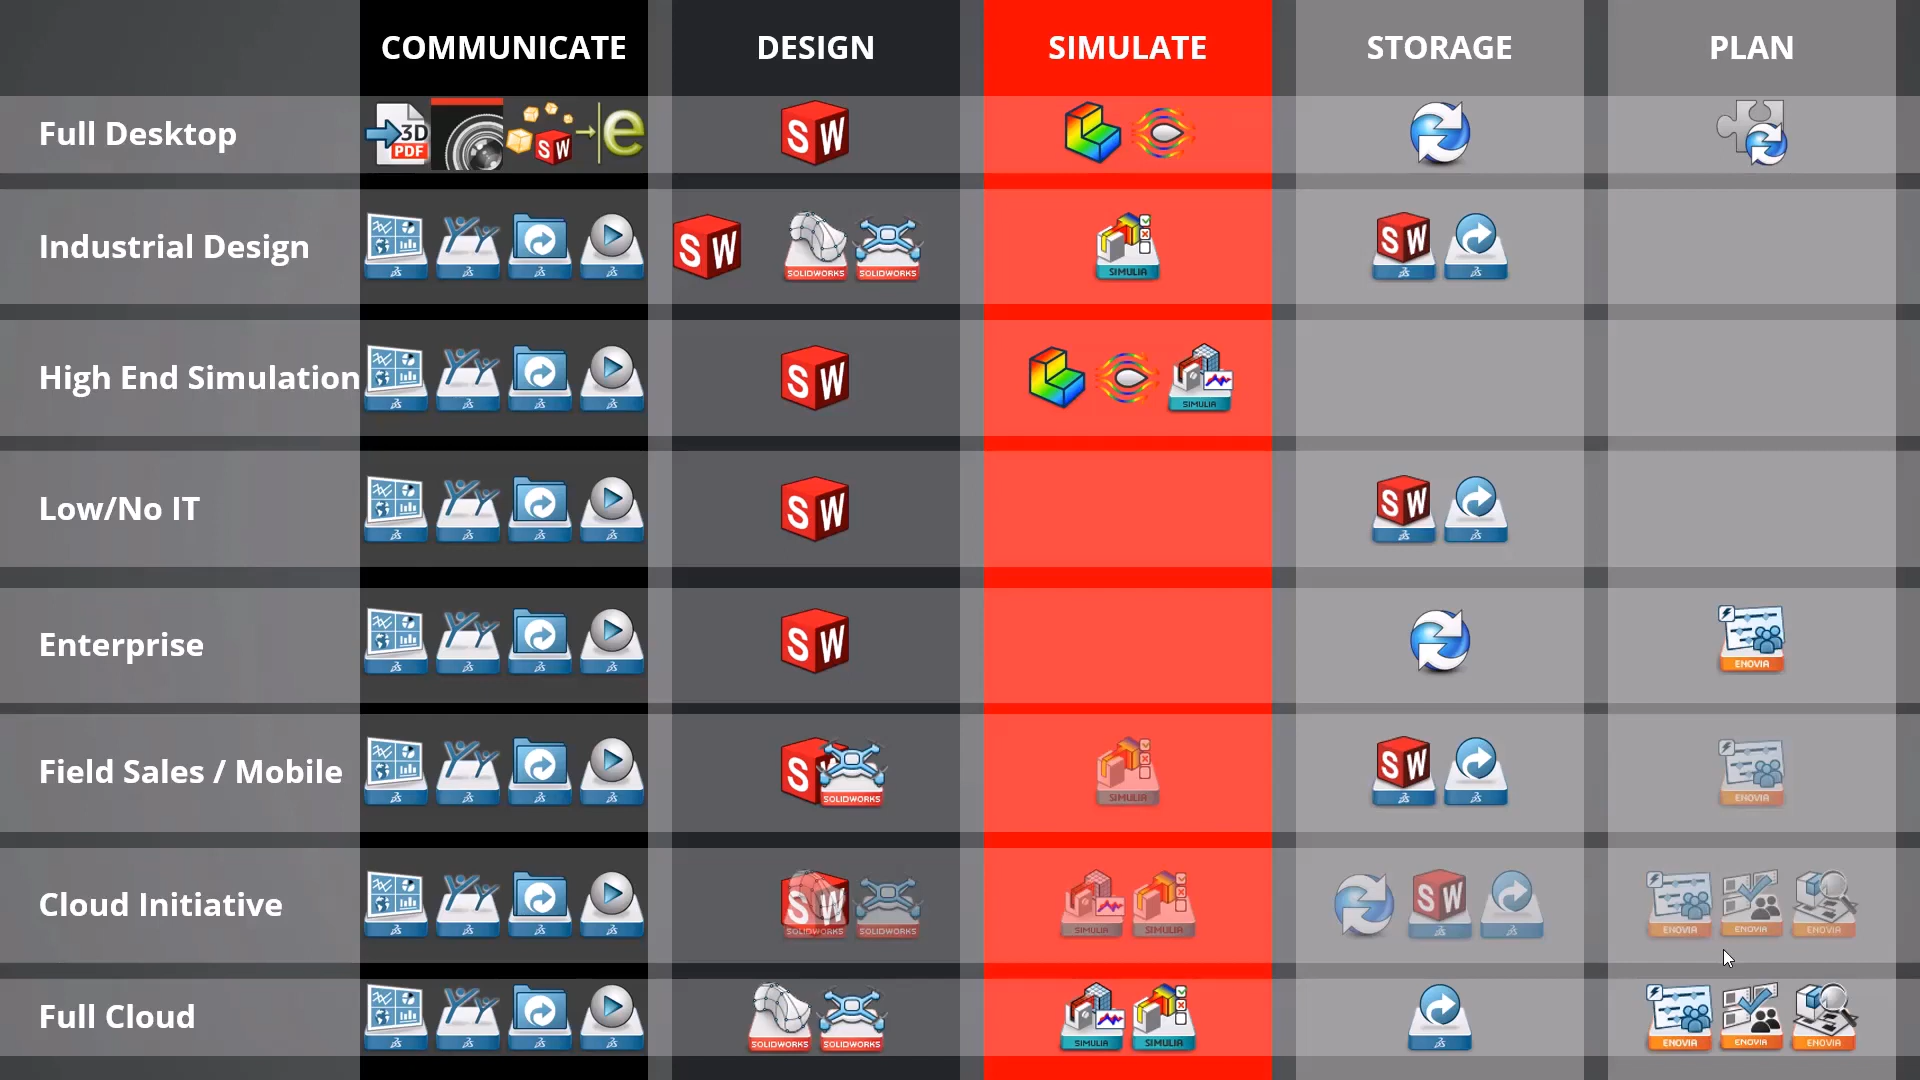 COMMUNICATE DESIGN SIMULATE STORAGE PLAN
Full Desktop 3D PDF SW e SW
Industrial Design SW SOLIDWORKS SOLIDWORKS SIMULIA SW
High End Simulation SW SIMULIA
Low/No IT SW SW
Enterprise SW ENOVIA
Field Sales / Mobile S SOLIDWORKS SIMULIA SW ENOVIA
Cloud Initiative SW SOLIDWORKS SOLIDWORKS SIMULIA SIMULIA SW ENOVIA ENOVIA ENOVIA
Full Cloud SOLIDWORKS SOLIDWORKS SIMULIA SIMULIA ENOVIA ENOVIA ENOVIA